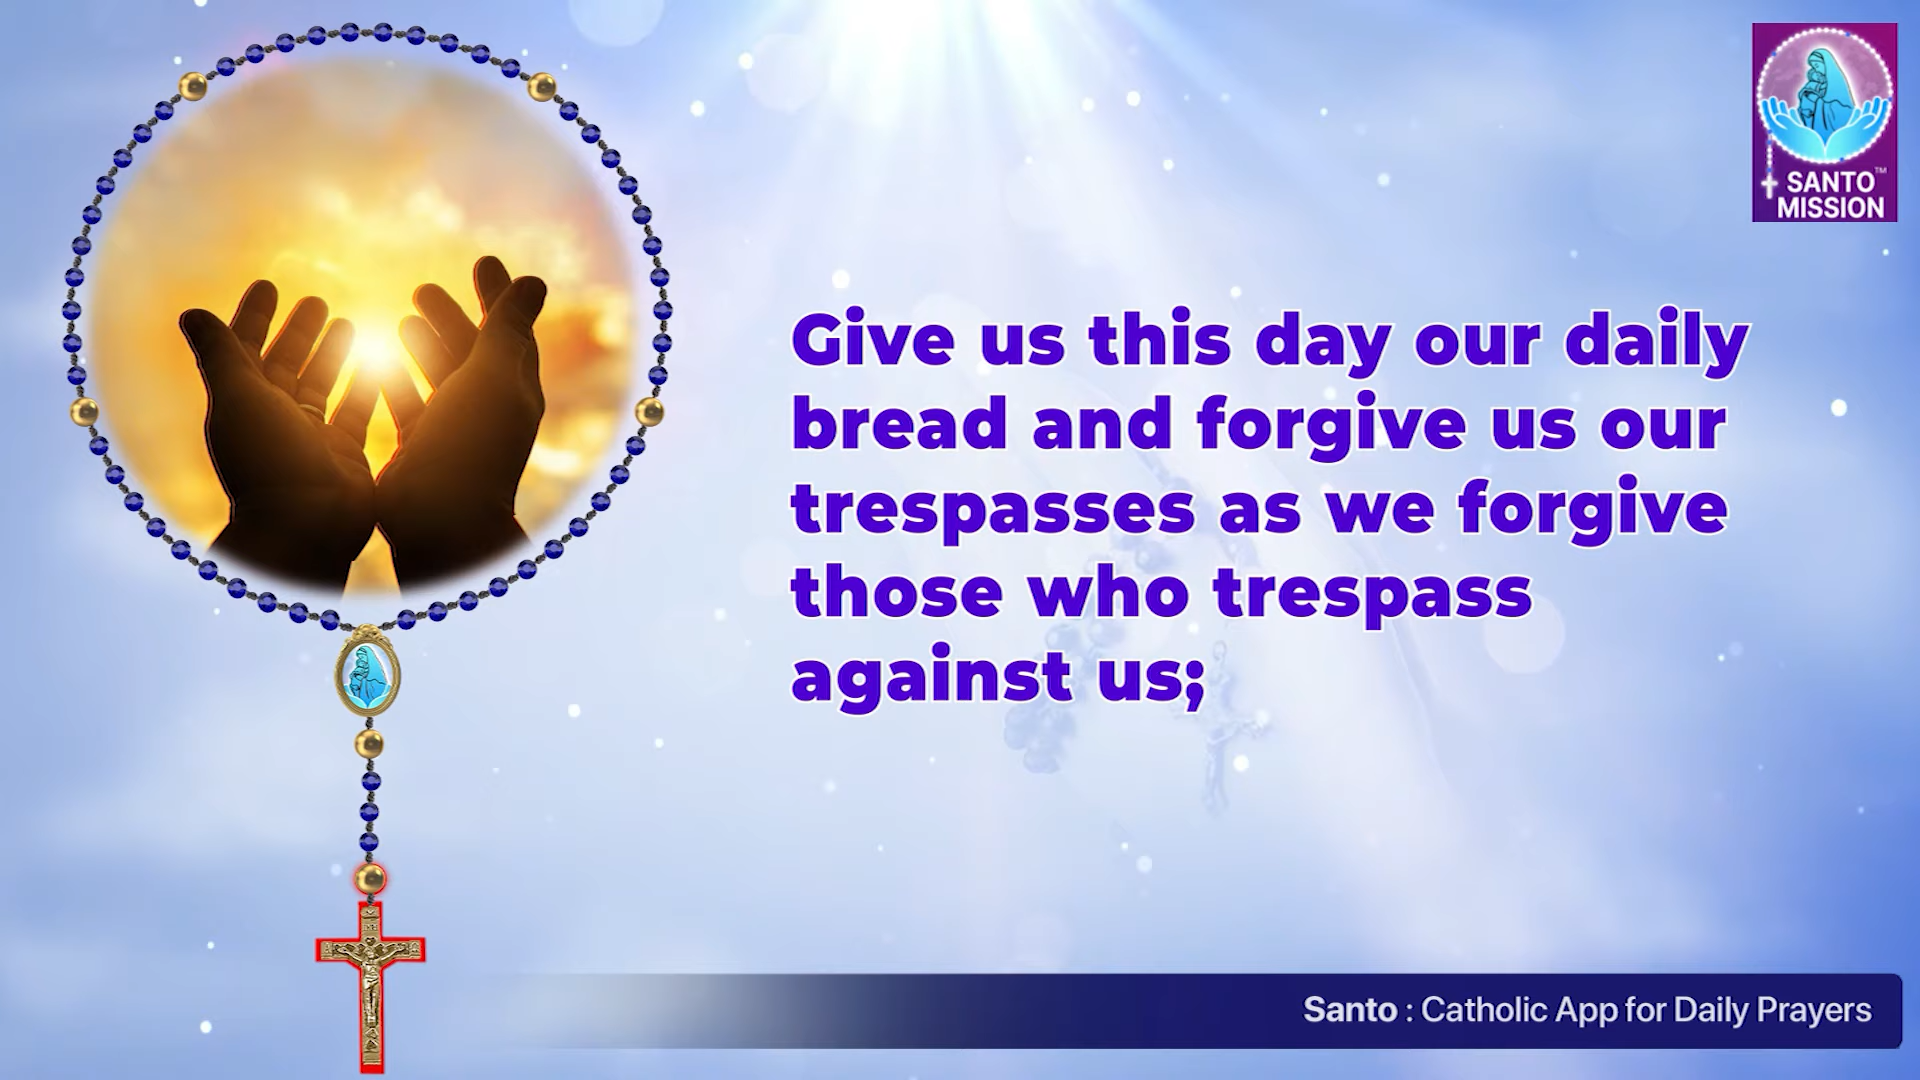 SANTO™
MISSION
Give us this day our daily
bread and forgive us our
trespasses as we forgive
those who trespass
against us;
Santo : Catholic App for Daily Prayers